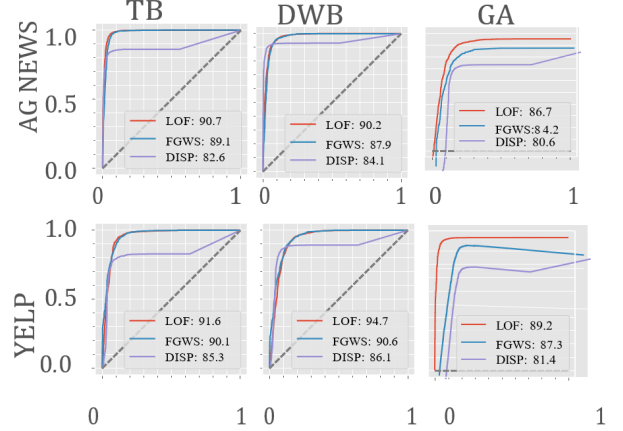 TB DWB GA
AG NEWS
1.0
0.5
0.0
LOF: 90.7
FGWS: 89.1
DISP: 82.6
LOF: 90.2
FGWS: 87.9
DISP: 84.1
LOF: 86.7
FGWS:84.2
DISP: 80.6
0 1 0 1 0 1
YELP
1.0
0.5
0.0
LOF: 91.6
FGWS: 90.1
DISP: 85.3
LOF: 94.7
FGWS: 90.6
DISP: 86.1
LOF: 89.2
FGWS: 87.3
DISP: 81.4
0 1 0 1 0 1